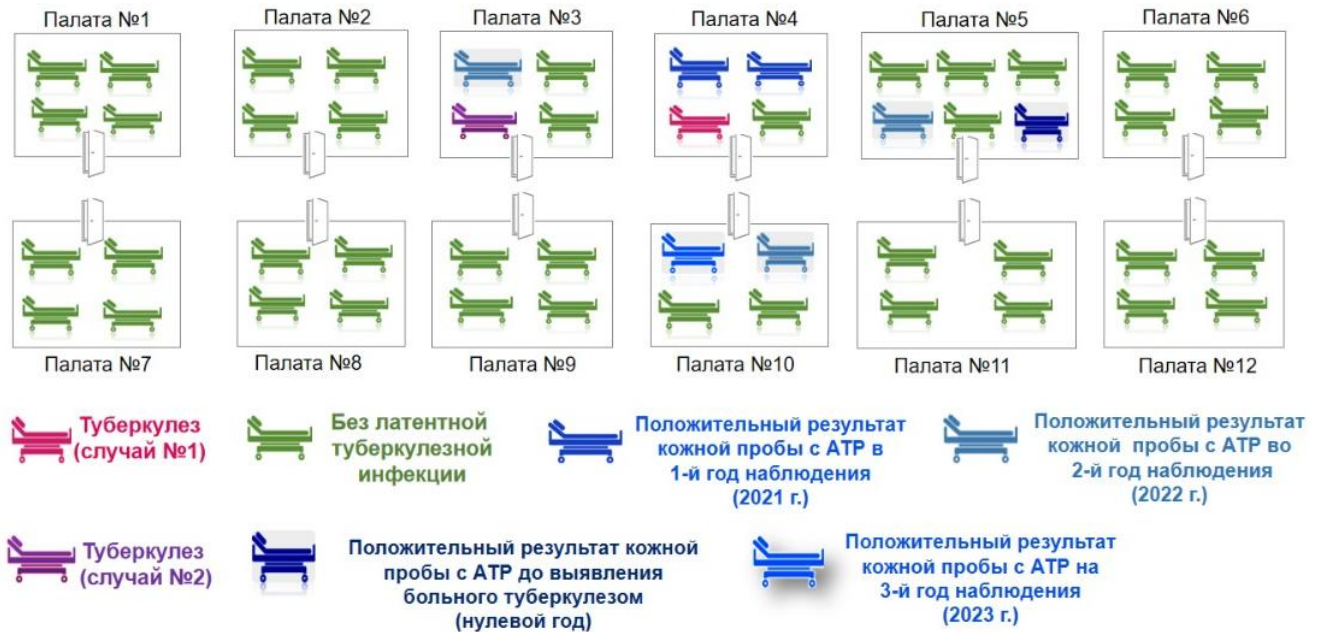 Палата №1
Палата №2
Палата №3
Палата №4
Палата №5
Палата №6
Палата №7
Палата №8
Палата №9
Палата №10
Палата №11
Палата №12
Туберкулез
(случай №1)
Без латентной
туберкулезной
инфекции
Положительный результат
кожной пробы с АТР в
1-й год наблюдения
(2021 г.)
Положительный результат
кожной пробы с АТР во
2-й год наблюдения
(2022 г.)
Туберкулез
(случай №2)
Положительный результат кожной
пробы с АТР до выявления
больного туберкулезом
(нулевой год)
Положительный результат
кожной пробы с АТР на
3-й год наблюдения
(2023 г.)